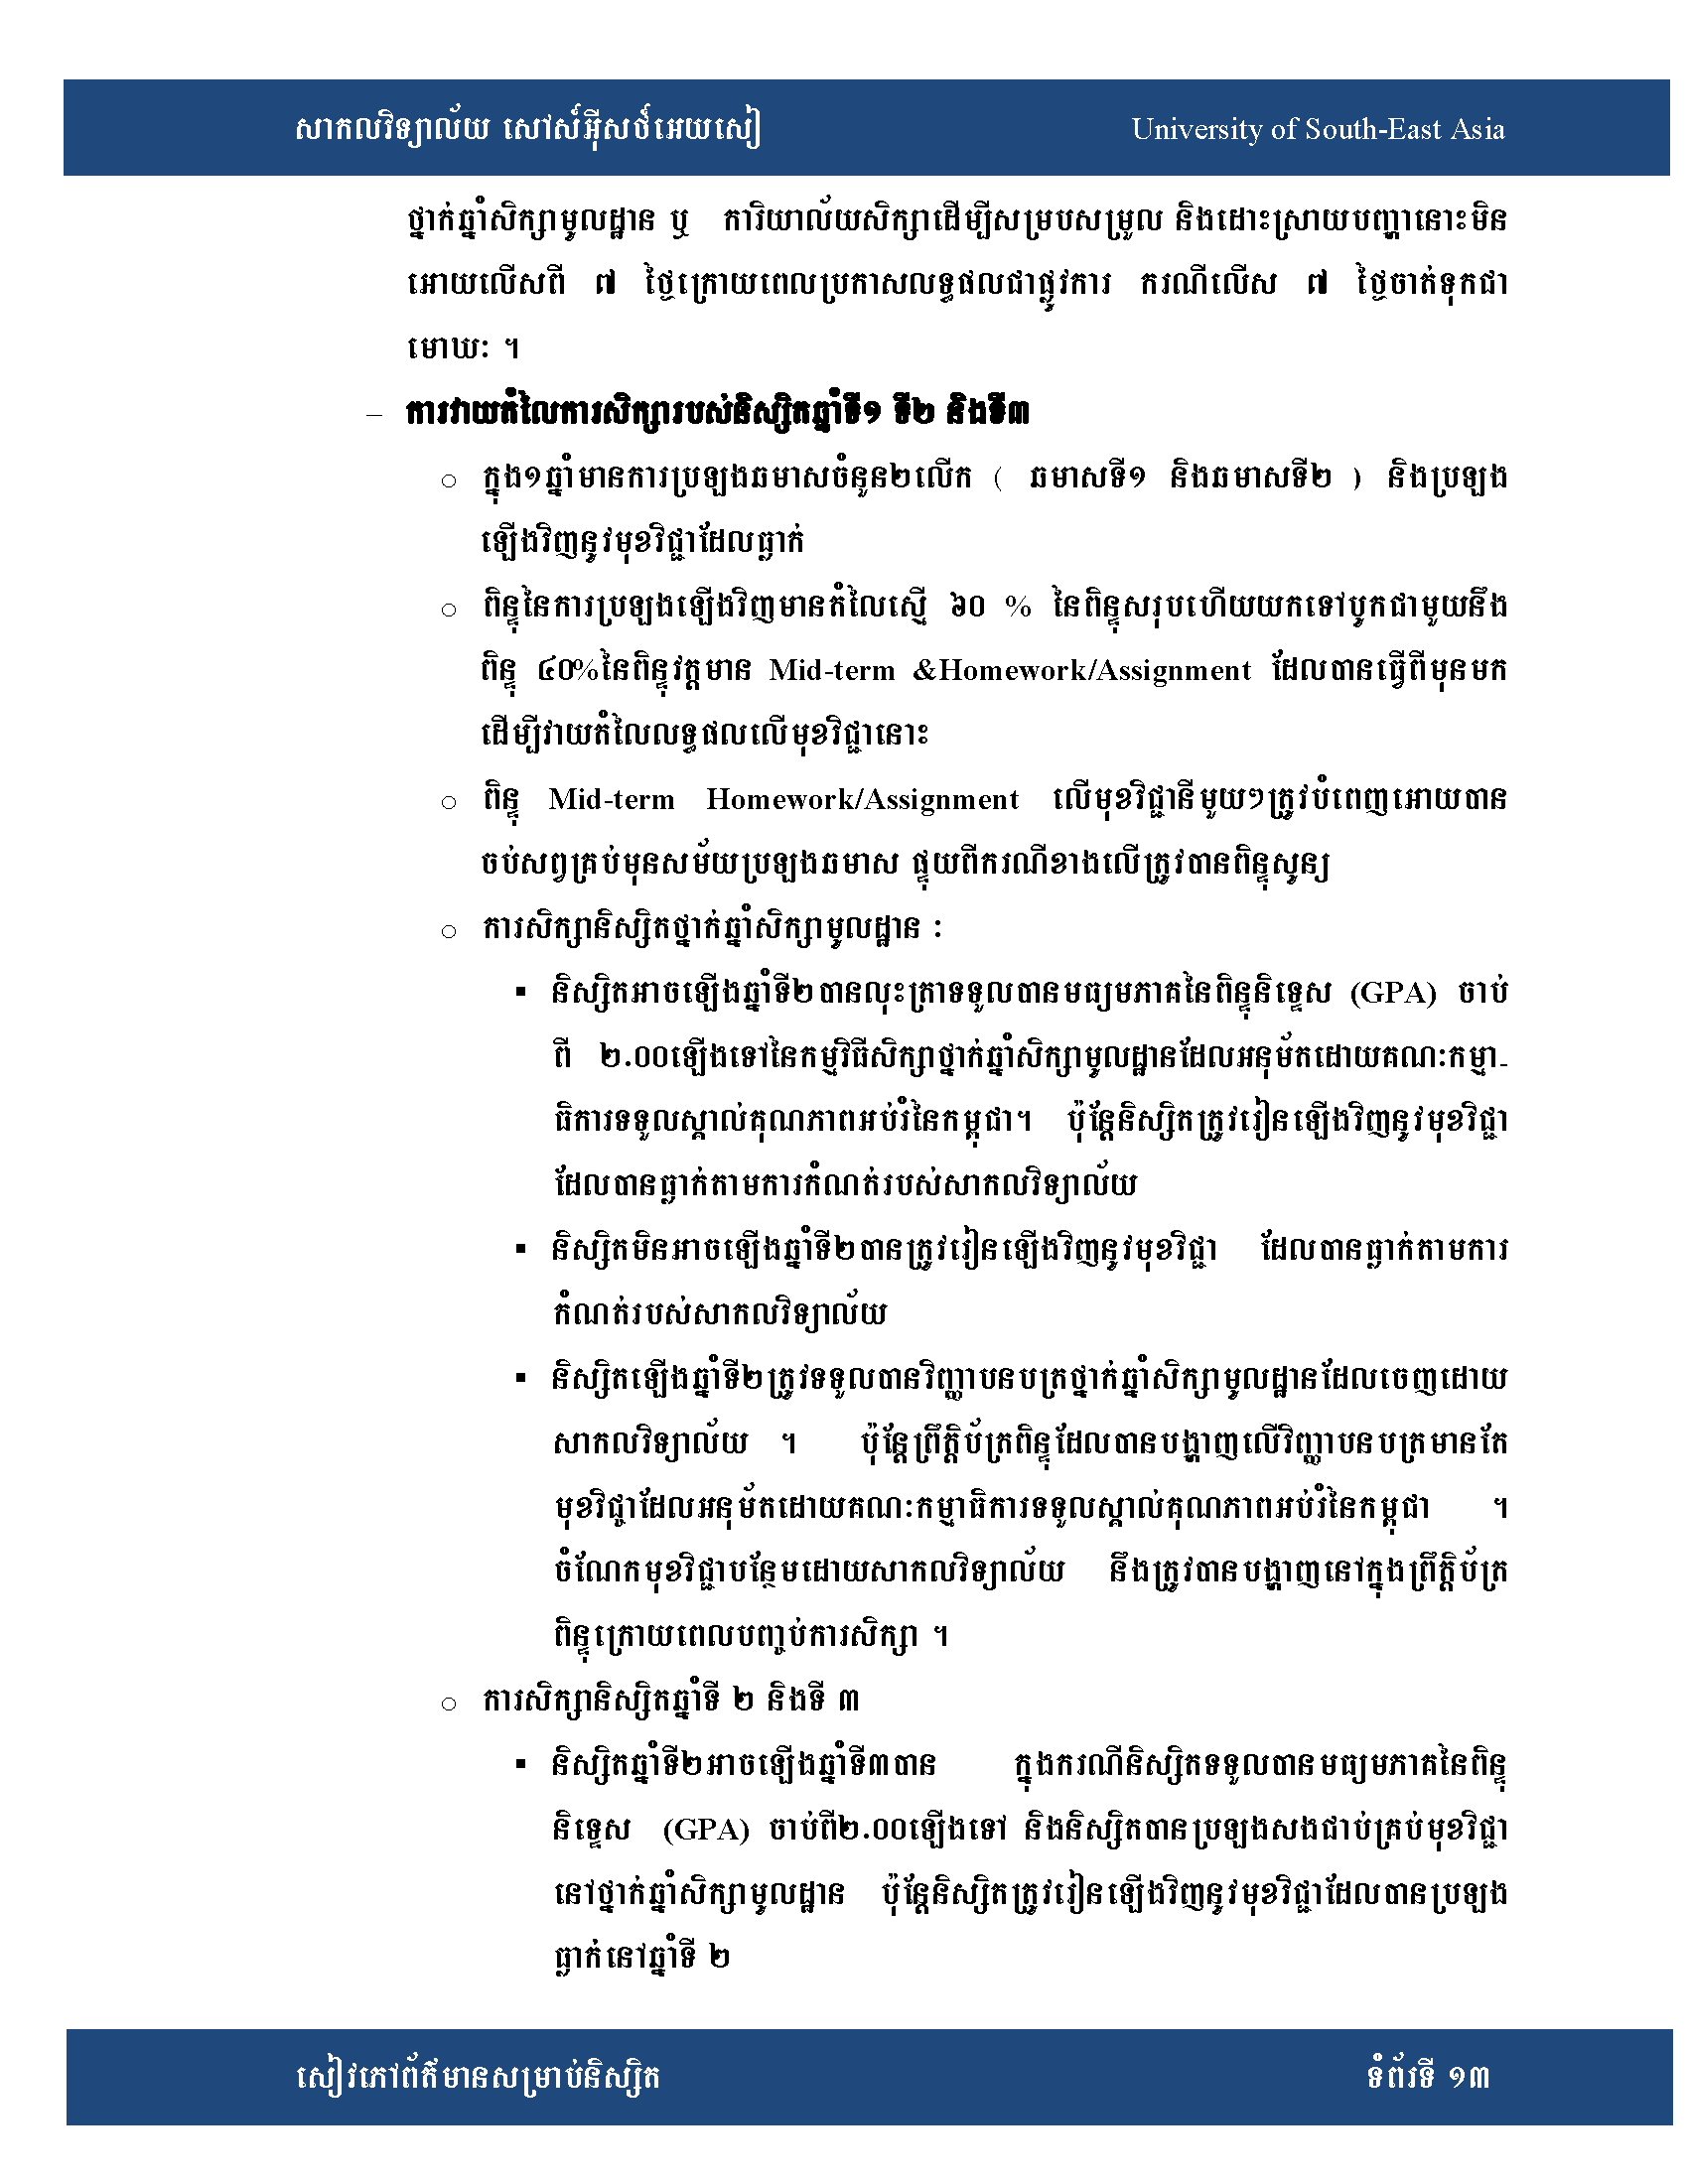 សាកលវិទ្យាល័យ សៅស៍អ៊ីសថ៍អេយសៀ University of South-East Asia
ថ្នាក់ឆ្នាំសិក្សាមូលដ្ឋាន ឬ ការិយាល័យសិក្សាដើម្បីសម្របសម្រួល និងដោះស្រាយបញ្ហានោះមិន
អោយលើសពី ៧ ថ្ងៃក្រោយពេលប្រកាសលទ្ធផលជាផ្លូវការ ករណីលើស ៧ ថ្ងៃចាត់ទុកជា
មោឃៈ ។
– ការវាយតំលៃការសិក្សារបស់និស្សិតឆ្នាំទី១ ទី២ និងទី៣
o ក្នុង១ឆ្នាំមានការប្រឡងឆមាសចំនួន២លើក ( ឆមាសទី១ និងឆមាសទី២ ) និងប្រឡង
ឡើងវិញនូវមុខវិជ្ជាដែលធ្លាក់
o ពិន្ទុនៃការប្រឡងឡើងវិញមានតំលៃស្មើ ៦០ % នៃពិន្ទុសរុបហើយយកទៅបូកជាមួយនឹង
ពិន្ទុ ៤០%នៃពិន្ទុវត្តមាន Mid-term &Homework/Assignment ដែលបានធ្វើពីមុនមក
ដើម្បីវាយតំលៃលទ្ធផលលើមុខវិជ្ជានោះ
o ពិន្ទុ Mid-term Homework/Assignment លើមុខវិជ្ជានីមួយៗត្រូវបំពេញអោយបាន
ចប់សព្វគ្រប់មុនសម័យប្រឡងឆមាស ផ្ទុយពីករណីខាងលើត្រូវបានពិន្ទុសូន្យ
o ការសិក្សានិស្សិតថ្នាក់ឆ្នាំសិក្សាមូលដ្ឋាន ៈ
▪ និស្សិតអាចឡើងឆ្នាំទី២បានលុះត្រាទទួលបានមធ្យមភាគនៃពិន្ទុនិទ្ទេស (GPA) ចាប់
ពី ២.០០ឡើងទៅនៃកម្មវិធីសិក្សាថ្នាក់ឆ្នាំសិក្សាមូលដ្ឋានដែលអនុម័តដោយគណៈកម្មា-
ធិការទទួលស្គាល់គុណភាពអប់រំនៃកម្ពុជា។ ប៉ុន្តែនិស្សិតត្រូវរៀនឡើងវិញនូវមុខវិជ្ជា
ដែលបានធ្លាក់តាមការកំណត់របស់សាកលវិទ្យាល័យ
▪ និស្សិតមិនអាចឡើងឆ្នាំទី២បានត្រូវរៀនឡើងវិញនូវមុខវិជ្ជា ដែលបានធ្លាក់តាមការ
កំណត់របស់សាកលវិទ្យាល័យ
▪ និស្សិតឡើងឆ្នាំទី២ត្រូវទទួលបានវិញ្ញាបនបត្រថ្នាក់ឆ្នាំសិក្សាមូលដ្ឋានដែលចេញដោយ
សាកលវិទ្យាល័យ ។ ប៉ុន្តែព្រឹត្តិប័ត្រពិន្ទុដែលបានបង្ហាញលើវិញ្ញាបនបត្រមានតែ
មុខវិជ្ជាដែលអនុម័តដោយគណៈកម្មាធិការទទួលស្គាល់គុណភាពអប់រំនៃកម្ពុជា ។
ចំណែកមុខវិជ្ជាបន្ថែមដោយសាកលវិទ្យាល័យ នឹងត្រូវបានបង្ហាញនៅក្នុងព្រឹត្តិប័ត្រ
ពិន្ទុក្រោយពេលបញ្ចប់ការសិក្សា ។
o ការសិក្សានិស្សិតឆ្នាំទី ២ និងទី ៣
▪ និស្សិតឆ្នាំទី២អាចឡើងឆ្នាំទី៣បាន ក្នុងករណីនិស្សិតទទួលបានមធ្យមភាគនៃពិន្ទុ
និទ្ទេស (GPA) ចាប់ពី២.០០ឡើងទៅ និងនិស្សិតបានប្រឡងសងជាប់គ្រប់មុខវិជ្ជា
នៅថ្នាក់ឆ្នាំសិក្សាមូលដ្ឋាន ប៉ុន្តែនិស្សិតត្រូវរៀនឡើងវិញនូវមុខវិជ្ជាដែលបានប្រឡង
ធ្លាក់នៅឆ្នាំទី ២
សៀវភៅព័ត៌មានសម្រាប់និស្សិត ទំព័រទី ១៣